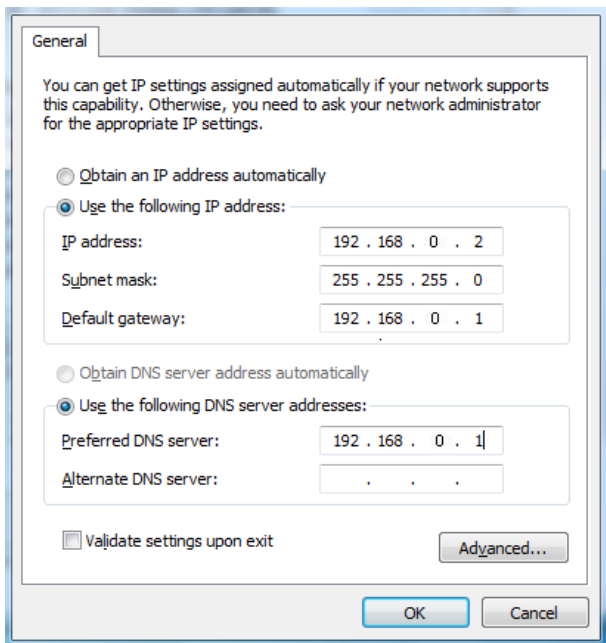 General
You can get IP settings assigned automatically if your network supports
this capability. Otherwise, you need to ask your network administrator
for the appropriate IP settings.
Obtain an IP address automatically
Use the following IP address:
IP address: 192 . 168 . 0 . 2
Subnet mask: 255 . 255 . 255 . 0
Default gateway: 192 . 168 . 0 . 1
Obtain DNS server address automatically
Use the following DNS server addresses:
Preferred DNS server: 192 . 168 . 0 . 1
Alternate DNS server: . . .
Validate settings upon exit
Advanced...
OK Cancel